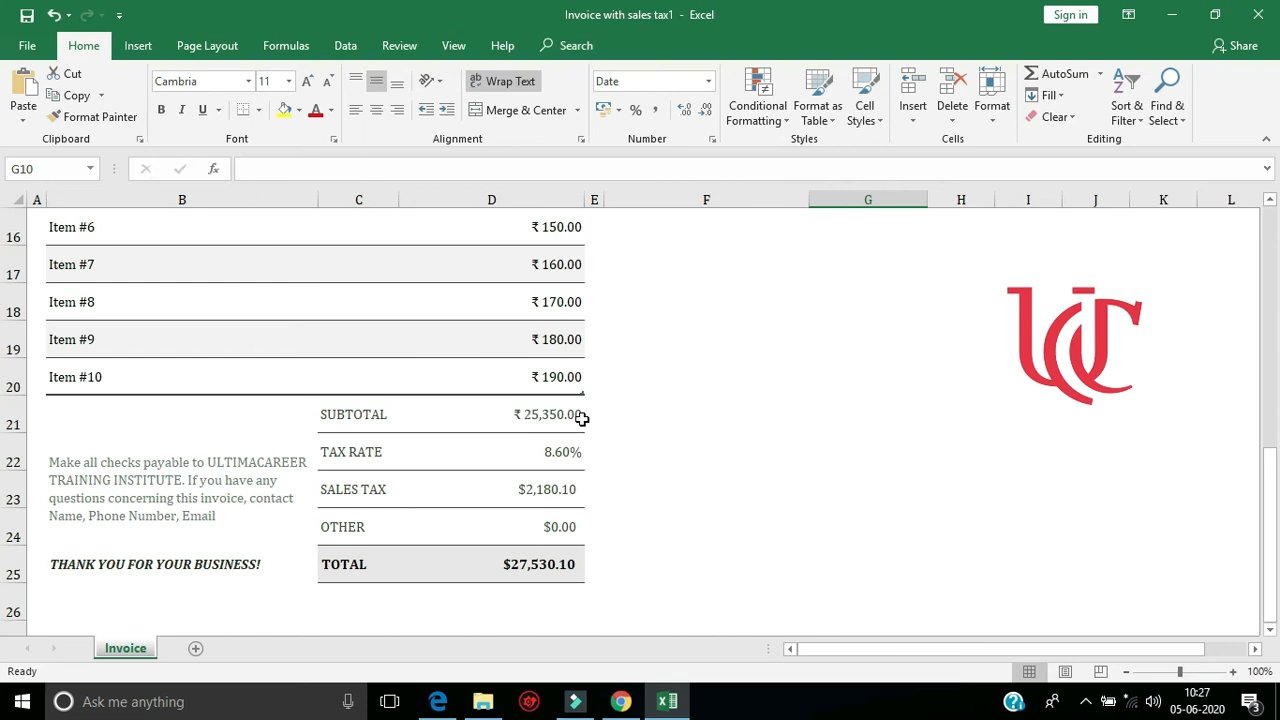 Invoice with sales tax1 - Excel
Sign in
File Home Insert Page Layout Formulas Data Review View Help Search Share
Paste
Cut
Copy
Format Painter
Clipboard
Cambria 11
B I U
Font
Wrap Text
Merge & Center
Alignment
Date
%
Number
Conditional Formatting
Format as Table
Cell Styles
Styles
Insert
Delete
Format
Cells
AutoSum
Fill
Clear
Sort & Filter
Find & Select
Editing
G10
fx
A B C D E F G H I J K L
16 Item #6 ₹ 150.00
17 Item #7 ₹ 160.00
18 Item #8 ₹ 170.00
19 Item #9 ₹ 180.00
20 Item #10 ₹ 190.00
21 SUBTOTAL ₹ 25,350.00
22 TAX RATE 8.60%
Make all checks payable to ULTIMACAREER
TRAINING INSTITUTE. If you have any
questions concerning this invoice, contact
Name, Phone Number, Email
23 SALES TAX $2,180.10
24 OTHER $0.00
25 THANK YOU FOR YOUR BUSINESS! TOTAL $27,530.10
26
UC
Invoice
Ready
100%
Ask me anything
10:27
05-06-2020
3